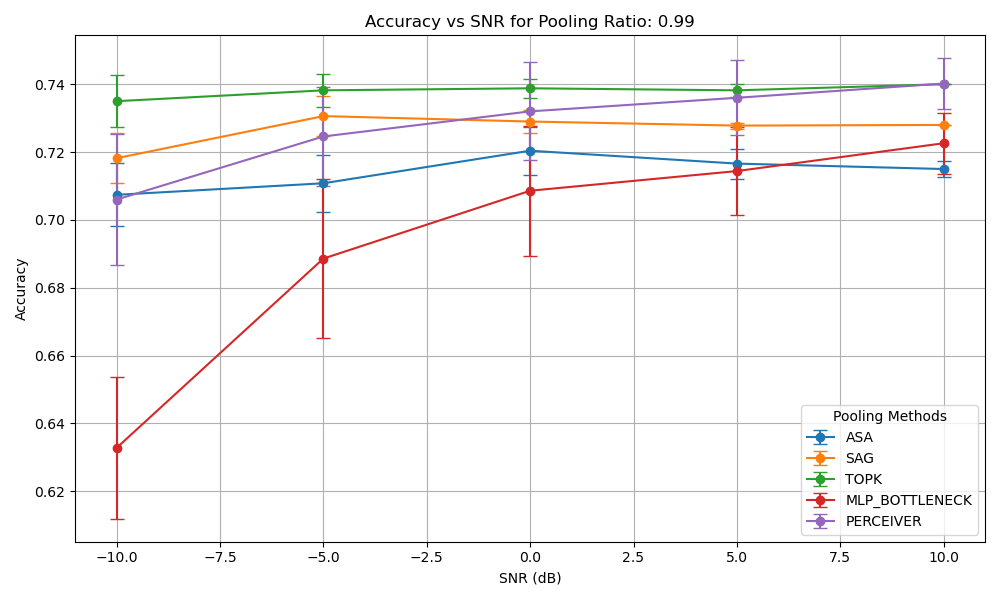 Accuracy vs SNR for Pooling Ratio: 0.99
Accuracy
0.74
0.72
0.70
0.68
0.66
0.64
0.62
Pooling Methods
ASA
SAG
TOPK
MLP_BOTTLENECK
PERCEIVER
−10.0 −7.5 −5.0 −2.5 0.0 2.5 5.0 7.5 10.0
SNR (dB)